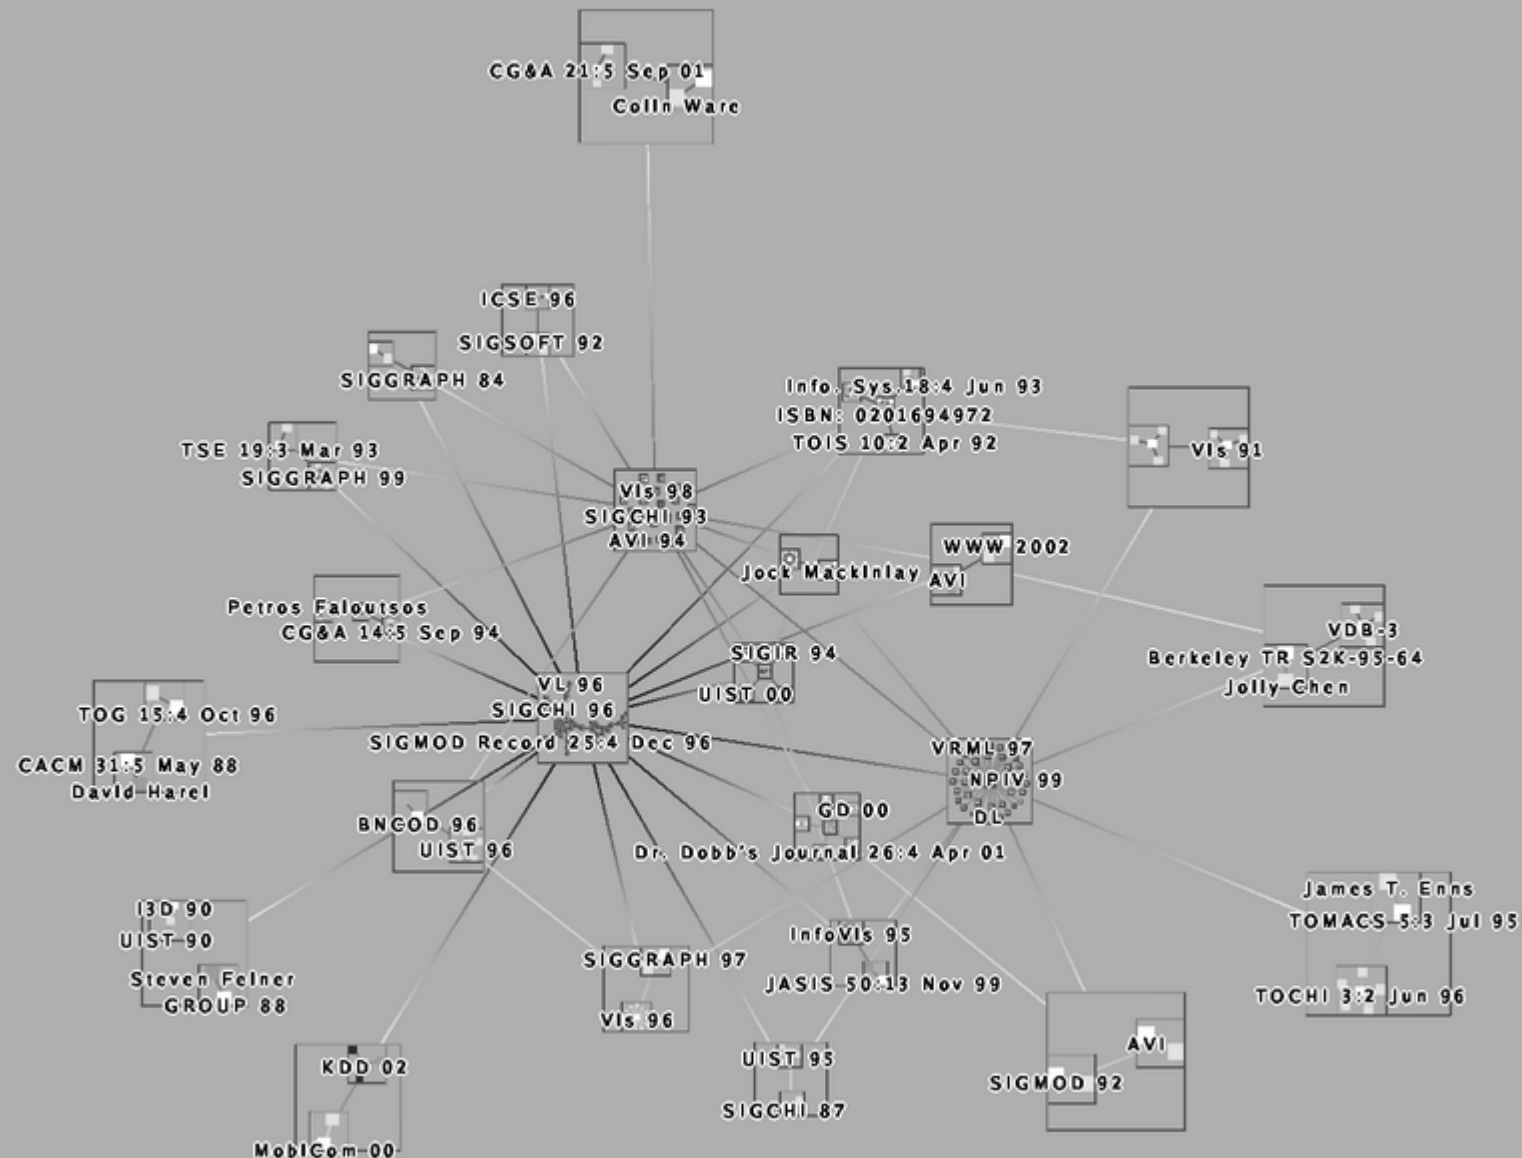 CG&A 21:5 Sep 01
Colin Ware
ICSE 96
SIGSOFT 92
SIGGRAPH 84
Info. Sys.18:4 Jun 93
ISBN: 0201694972
TOIS 10:2 Apr 92
TSE 19:3 Mar 93
SIGGRAPH 99
Vis 91
Vis 98
SIGCHI 93
AVI 94
WWW 2002
AVI
Jock Mackinlay
Petros Faloutsos
CG&A 14:5 Sep 94
VDB-3
Berkeley TR S2K-95-64
Jolly Chen
SIGIR 94
UIST 00
VL 96
SIGCHI 96
SIGMOD Record 25:4 Dec 96
TOG 15:4 Oct 96
CACM 31:5 May 88
David Harel
VRML 97
NPIV 99
DL
BNCOD 96
UIST 96
GD 00
Dr. Dobb's Journal 26:4 Apr 01
James T. Enns
TOMACS 5:3 Jul 95
TOCHI 3:2 Jun 96
I3D 90
UIST 90
Steven Feiner
GROUP 88
InfoVis 95
JASIS 50:13 Nov 99
SIGGRAPH 97
Vis 96
KDD 02
MobiCom 00
UIST 95
SIGCHI 87
AVI
SIGMOD 92